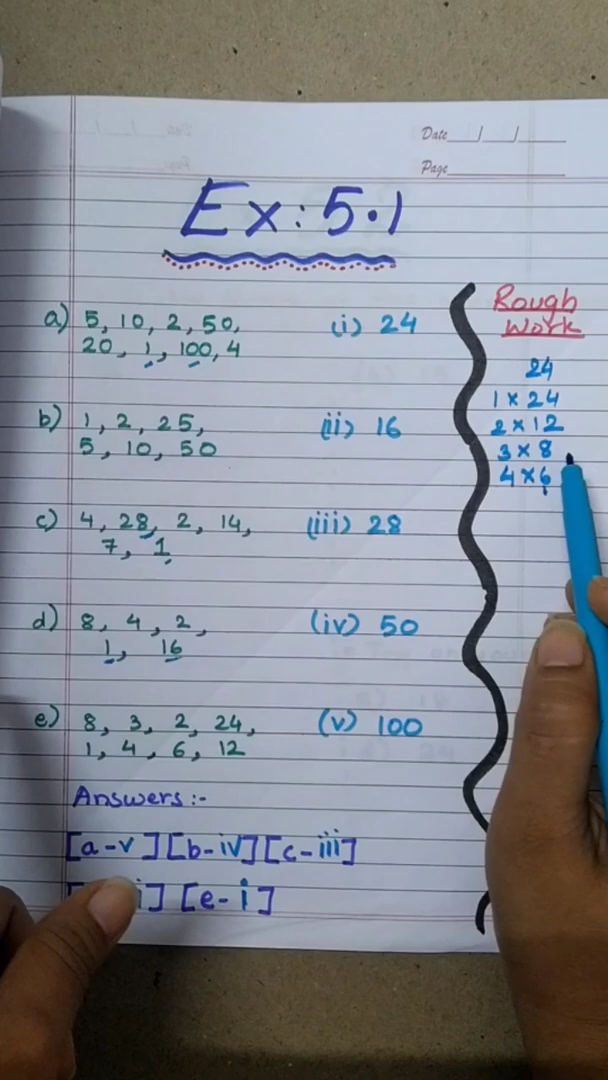 Date__/__/__
Page
Ex: 5.1
a) 5, 10, 2, 50, (i) 24
20, 1, 100, 4
b) 1, 2, 25, (ii) 16
5, 10, 50
c) 4, 28, 2, 14, (iii) 28
7, 1
d) 8, 4, 2, (iv) 50
1, 16
e) 8, 3, 2, 24, (v) 100
1, 4, 6, 12
Answers :-
[a-v] [b-iv] [c-iii]
i] [e-i]
Rough
Work
24
1 x 24
2 x 12
3 x 8
4 x 6